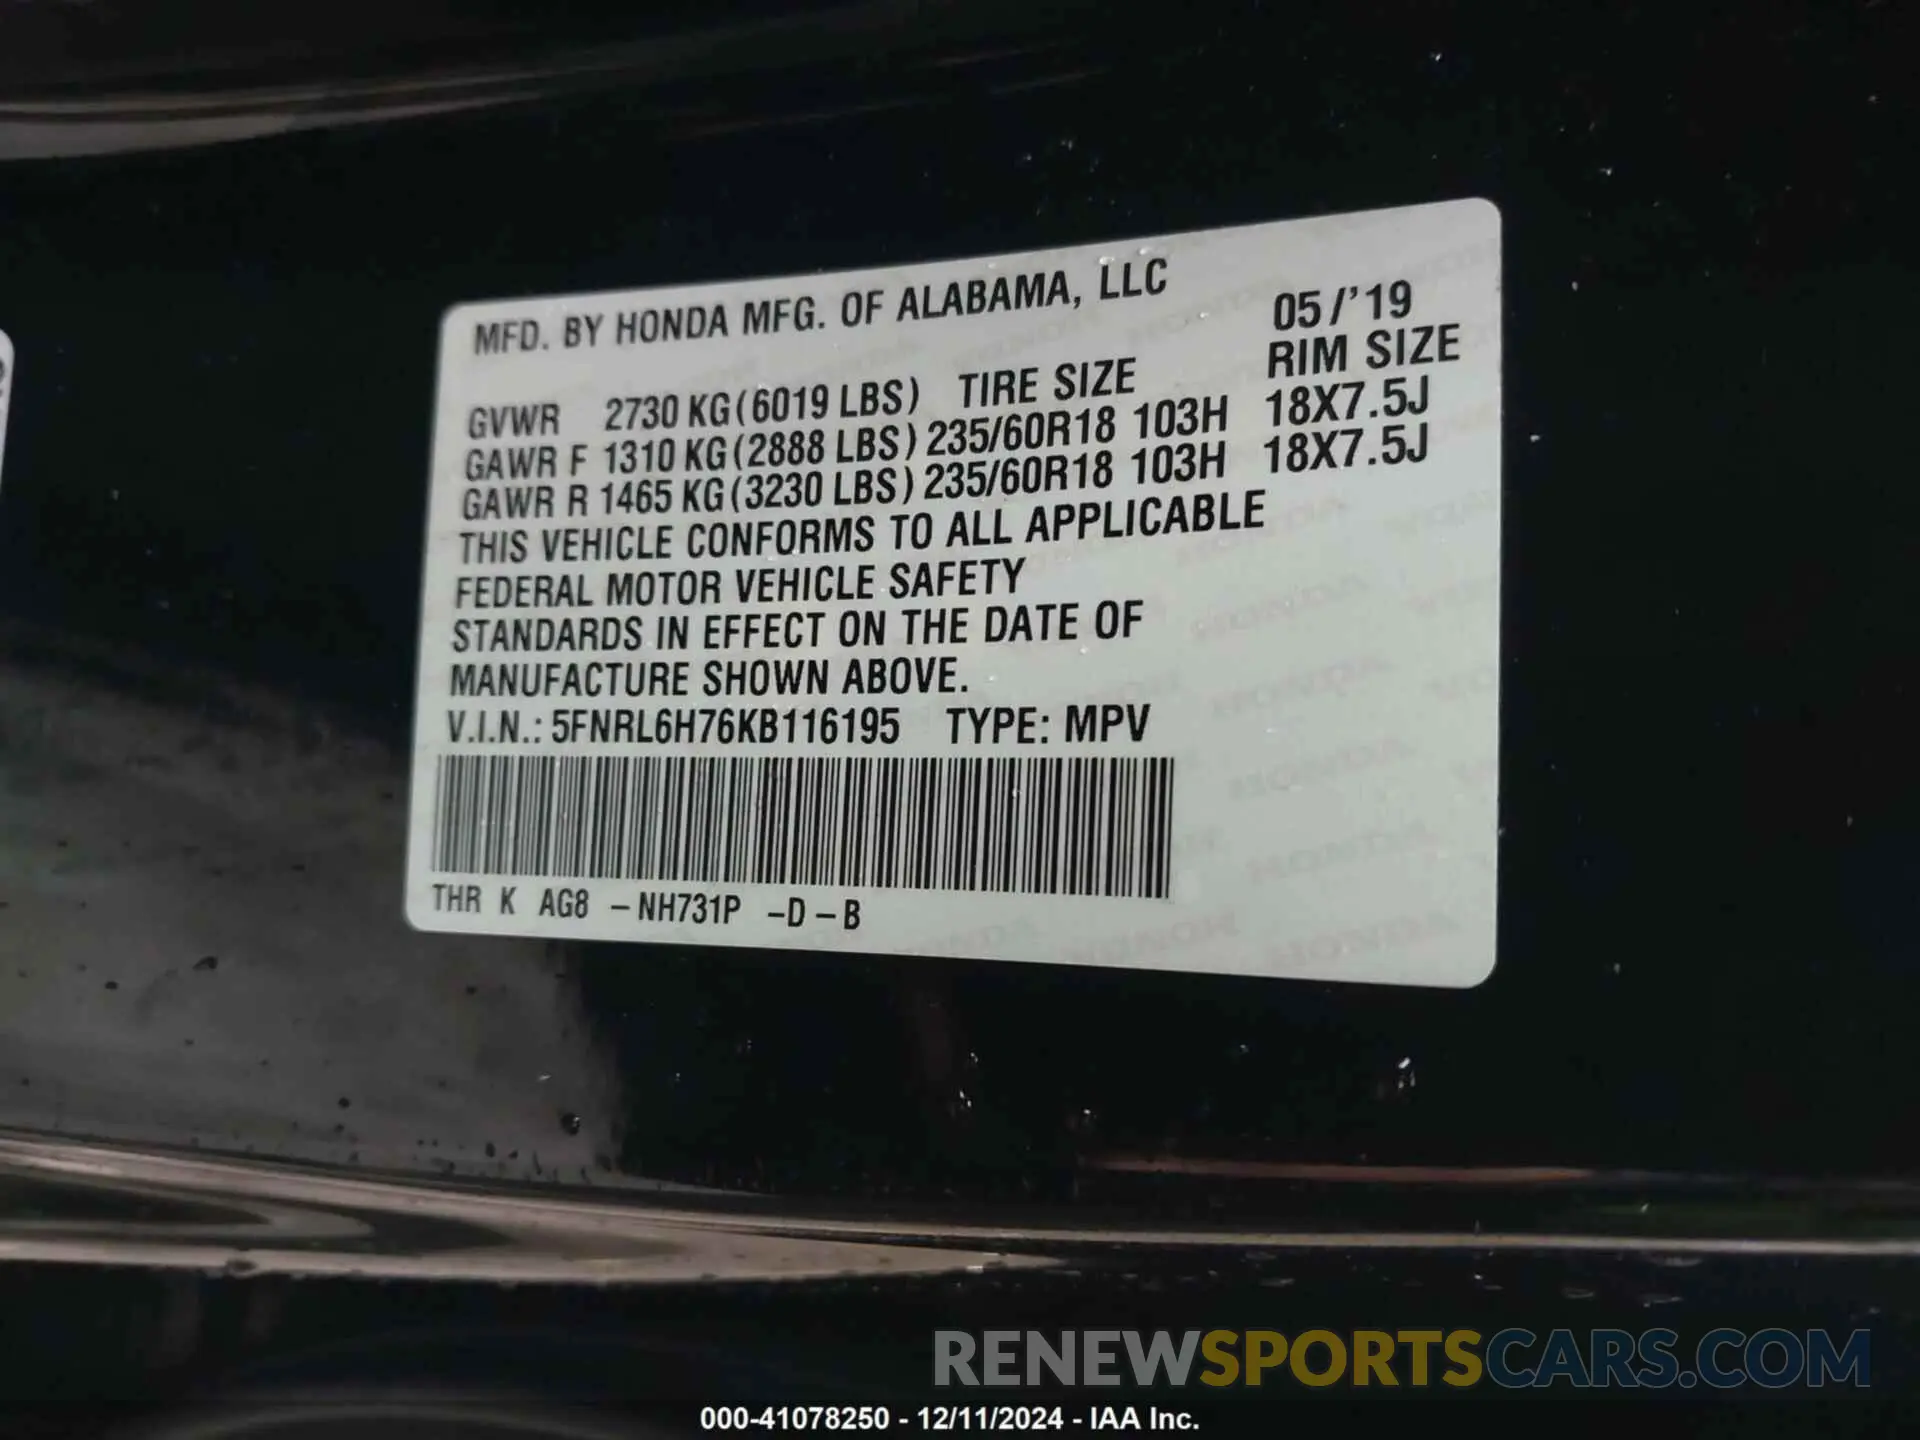 MFD. BY HONDA MFG. OF ALABAMA, LLC 05/'19
RIM SIZE
GVWR 2730 KG(6019 LBS) TIRE SIZE
GAWR F 1310 KG(2888 LBS) 235/60R18 103H 18X7.5J
GAWR R 1465 KG(3230 LBS) 235/60R18 103H 18X7.5J
THIS VEHICLE CONFORMS TO ALL APPLICABLE
FEDERAL MOTOR VEHICLE SAFETY
STANDARDS IN EFFECT ON THE DATE OF
MANUFACTURE SHOWN ABOVE.
V.I.N.: 5FNRL6H76KB116195 TYPE: MPV
THR K AG8 -NH731P -D-B
RENEWSPORTSCARS.COM
000-41078250 - 12/11/2024 - IAA Inc.